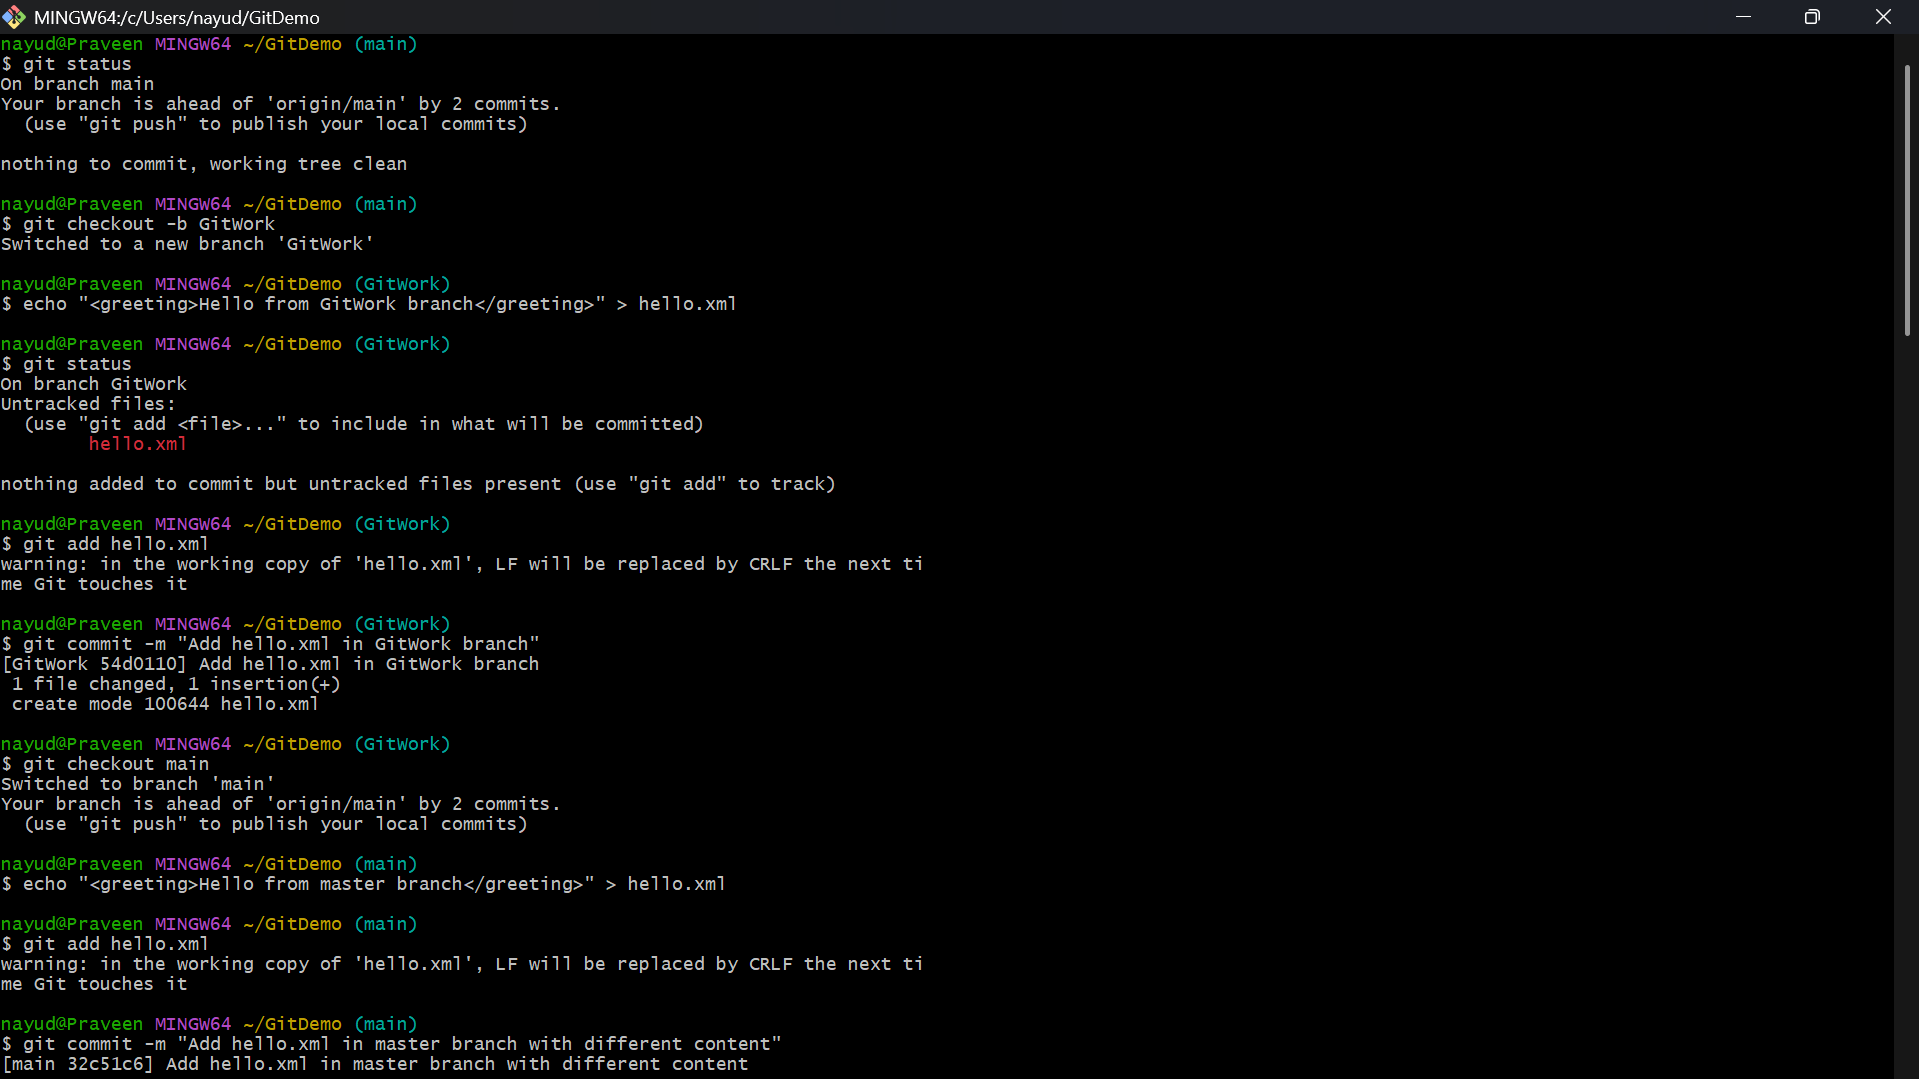 MINGW64:/c/Users/nayud/GitDemo
nayud@Praveen MINGW64 ~/GitDemo (main)
$ git status
On branch main
Your branch is ahead of 'origin/main' by 2 commits.
  (use "git push" to publish your local commits)

nothing to commit, working tree clean

nayud@Praveen MINGW64 ~/GitDemo (main)
$ git checkout -b GitWork
Switched to a new branch 'GitWork'

nayud@Praveen MINGW64 ~/GitDemo (GitWork)
$ echo "<greeting>Hello from GitWork branch</greeting>" > hello.xml

nayud@Praveen MINGW64 ~/GitDemo (GitWork)
$ git status
On branch GitWork
Untracked files:
  (use "git add <file>..." to include in what will be committed)
        hello.xml

nothing added to commit but untracked files present (use "git add" to track)

nayud@Praveen MINGW64 ~/GitDemo (GitWork)
$ git add hello.xml
warning: in the working copy of 'hello.xml', LF will be replaced by CRLF the next ti
me Git touches it

nayud@Praveen MINGW64 ~/GitDemo (GitWork)
$ git commit -m "Add hello.xml in GitWork branch"
[GitWork 54d0110] Add hello.xml in GitWork branch
 1 file changed, 1 insertion(+)
 create mode 100644 hello.xml

nayud@Praveen MINGW64 ~/GitDemo (GitWork)
$ git checkout main
Switched to branch 'main'
Your branch is ahead of 'origin/main' by 2 commits.
  (use "git push" to publish your local commits)

nayud@Praveen MINGW64 ~/GitDemo (main)
$ echo "<greeting>Hello from master branch</greeting>" > hello.xml

nayud@Praveen MINGW64 ~/GitDemo (main)
$ git add hello.xml
warning: in the working copy of 'hello.xml', LF will be replaced by CRLF the next ti
me Git touches it

nayud@Praveen MINGW64 ~/GitDemo (main)
$ git commit -m "Add hello.xml in master branch with different content"
[main 32c51c6] Add hello.xml in master branch with different content